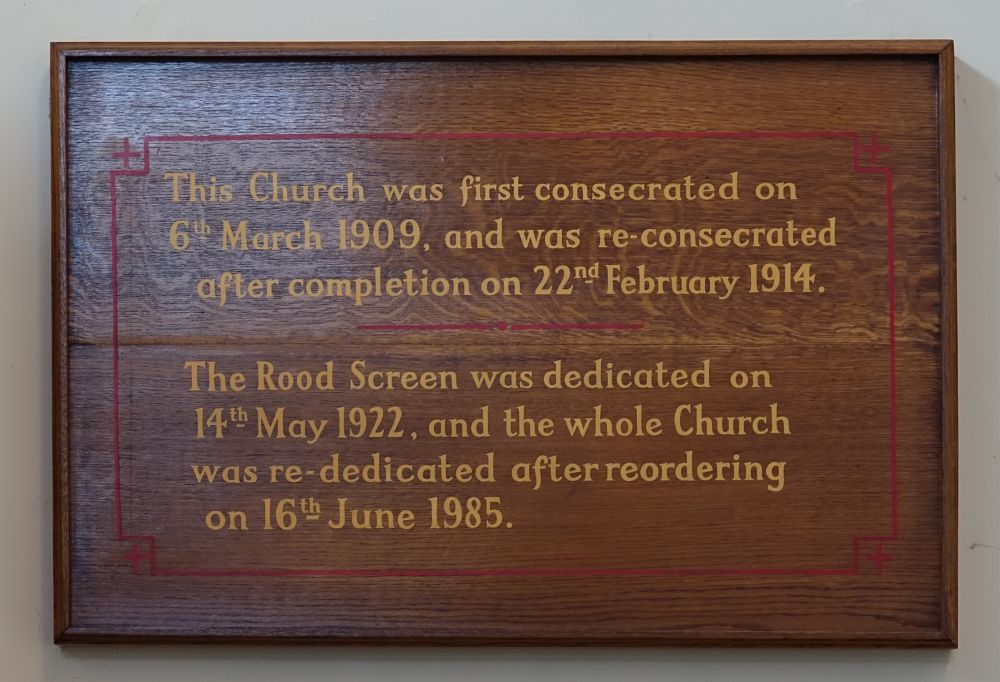 This Church was first consecrated on
6th March 1909, and was re-consecrated
after completion on 22nd February 1914.
The Rood Screen was dedicated on
14th May 1922, and the whole Church
was re-dedicated after reordering
on 16th June 1985.